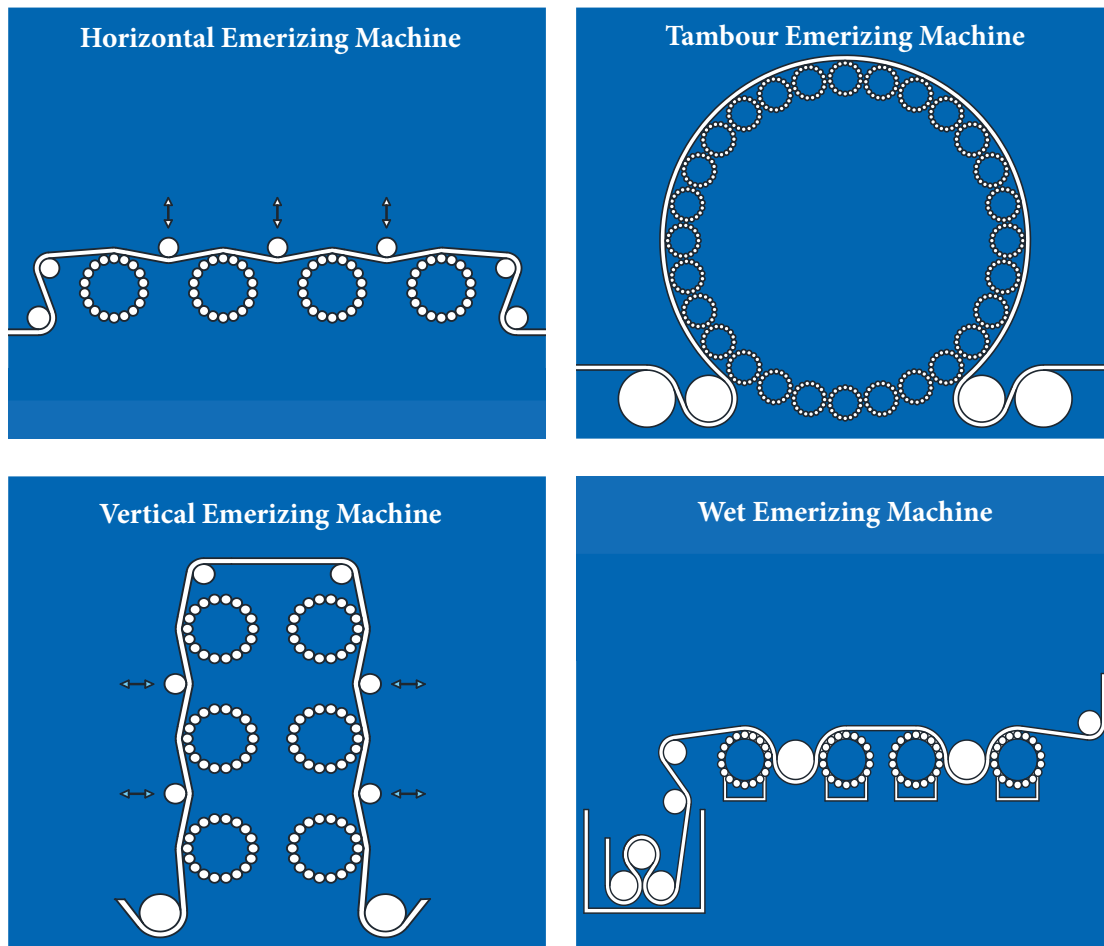 Horizontal Emerizing Machine
Tambour Emerizing Machine
Vertical Emerizing Machine
Wet Emerizing Machine